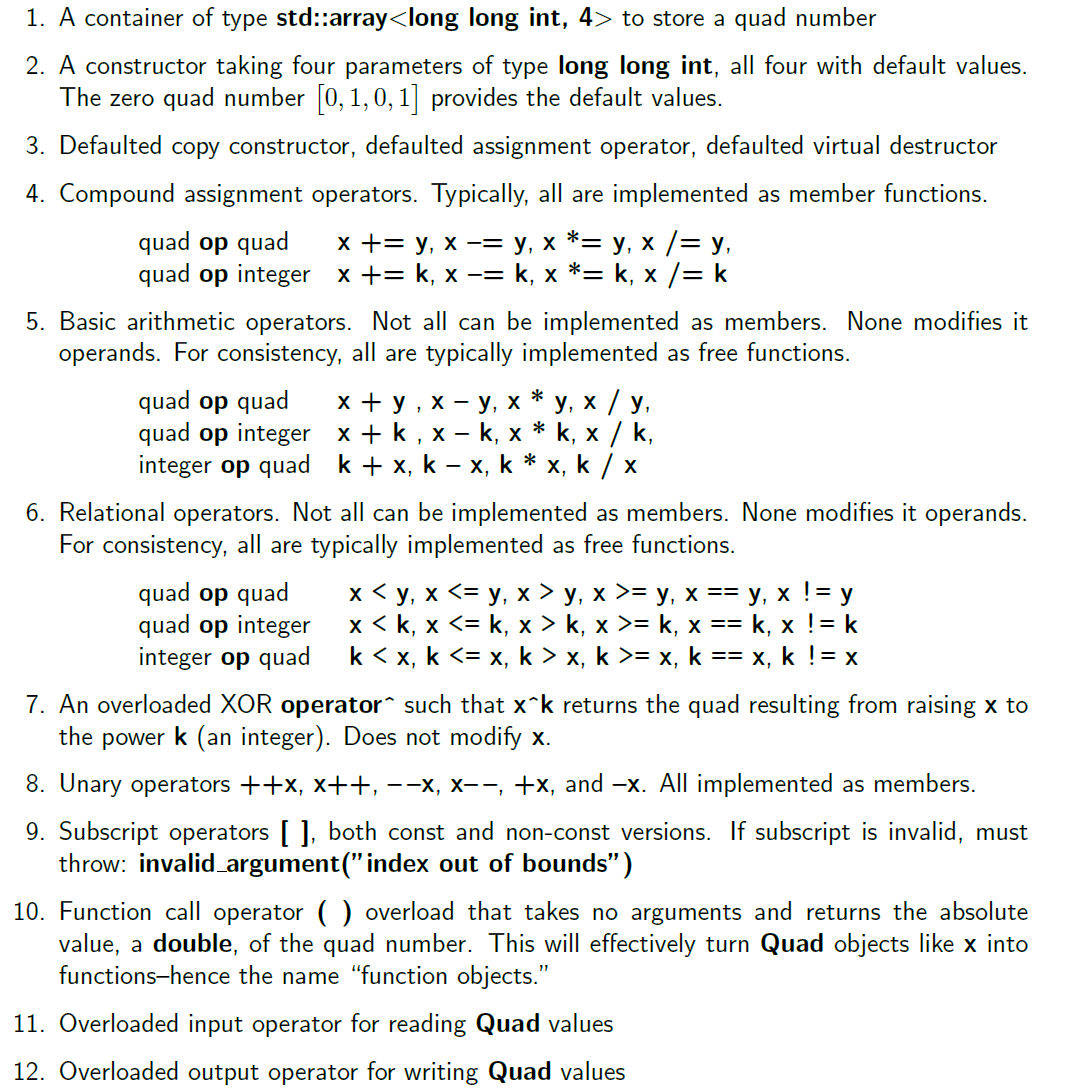 1. A container of type std::array<long long int, 4> to store a quad number
2. A constructor taking four parameters of type long long int, all four with default values.
The zero quad number [0, 1, 0, 1] provides the default values.
3. Defaulted copy constructor, defaulted assignment operator, defaulted virtual destructor
4. Compound assignment operators. Typically, all are implemented as member functions.
quad op quad x += y, x −= y, x *= y, x /= y,
quad op integer x += k, x −= k, x *= k, x /= k
5. Basic arithmetic operators. Not all can be implemented as members. None modifies it
operands. For consistency, all are typically implemented as free functions.
quad op quad x + y , x − y, x * y, x / y,
quad op integer x + k , x − k, x * k, x / k,
integer op quad k + x, k − x, k * x, k / x
6. Relational operators. Not all can be implemented as members. None modifies it operands.
For consistency, all are typically implemented as free functions.
quad op quad x < y, x <= y, x > y, x >= y, x == y, x != y
quad op integer x < k, x <= k, x > k, x >= k, x == k, x != k
integer op quad k < x, k <= x, k > x, k >= x, k == x, k != x
7. An overloaded XOR operator^ such that x^k returns the quad resulting from raising x to
the power k (an integer). Does not modify x.
8. Unary operators ++x, x++, −−x, x−−, +x, and −x. All implemented as members.
9. Subscript operators [ ], both const and non-const versions. If subscript is invalid, must
throw: invalid_argument("index out of bounds")
10. Function call operator ( ) overload that takes no arguments and returns the absolute
value, a double, of the quad number. This will effectively turn Quad objects like x into
functions–hence the name “function objects.”
11. Overloaded input operator for reading Quad values
12. Overloaded output operator for writing Quad values